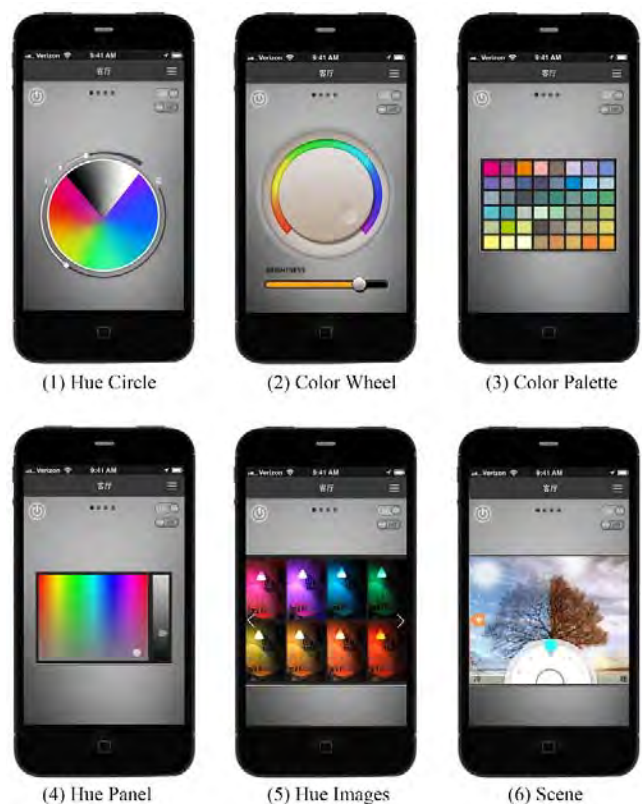 Verizon 9:41 AM
客厅
Verizon 9:41 AM
客厅
BRIGHTNESS
Verizon 9:41 AM
客厅
(1) Hue Circle
(2) Color Wheel
(3) Color Palette
Verizon 9:41 AM
客厅
Verizon 9:41 AM
客厅
Verizon 9:41 AM
客厅
(4) Hue Panel
(5) Hue Images
(6) Scene